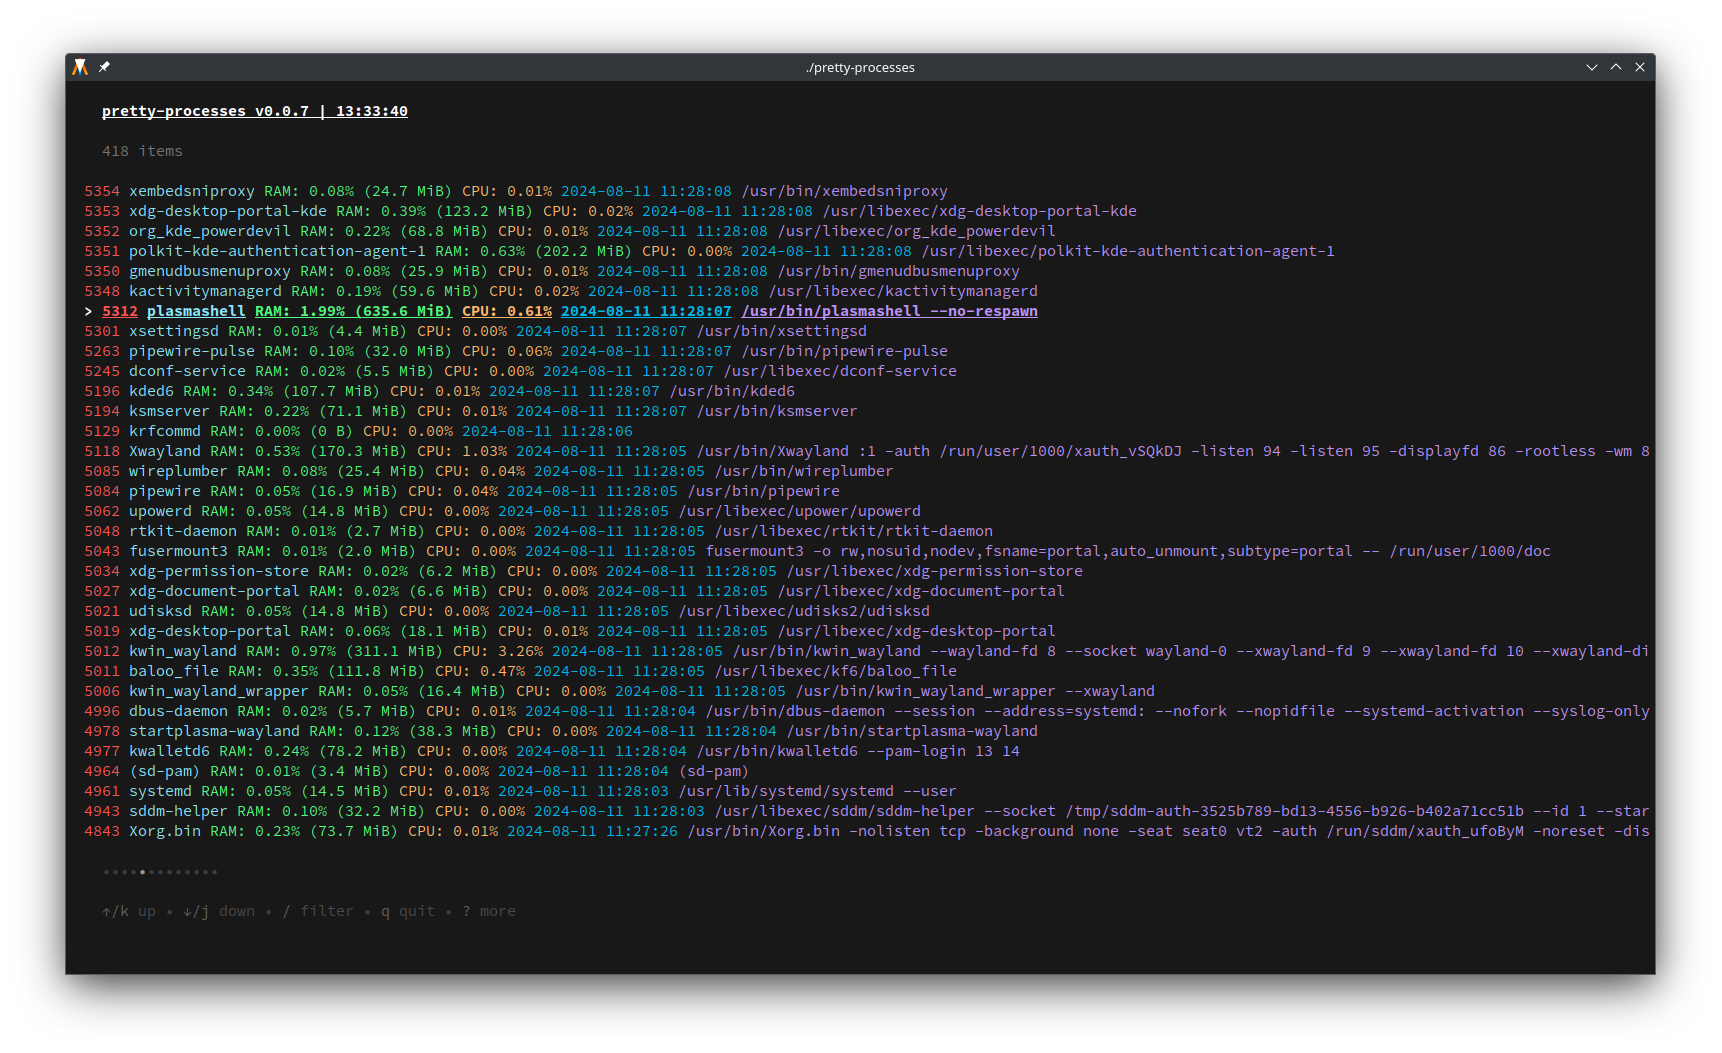 ./pretty-processes
pretty-processes v0.0.7 | 13:33:40
418 items
5354 xembedsniproxy RAM: 0.08% (24.7 MiB) CPU: 0.01% 2024-08-11 11:28:08 /usr/bin/xembedsniproxy
5353 xdg-desktop-portal-kde RAM: 0.39% (123.2 MiB) CPU: 0.02% 2024-08-11 11:28:08 /usr/libexec/xdg-desktop-portal-kde
5352 org_kde_powerdevil RAM: 0.22% (68.8 MiB) CPU: 0.01% 2024-08-11 11:28:08 /usr/libexec/org_kde_powerdevil
5351 polkit-kde-authentication-agent-1 RAM: 0.63% (202.2 MiB) CPU: 0.00% 2024-08-11 11:28:08 /usr/libexec/polkit-kde-authentication-agent-1
5350 gmenudbusmenuproxy RAM: 0.08% (25.9 MiB) CPU: 0.01% 2024-08-11 11:28:08 /usr/bin/gmenudbusmenuproxy
5348 kactivitymanagerd RAM: 0.19% (59.6 MiB) CPU: 0.02% 2024-08-11 11:28:08 /usr/libexec/kactivitymanagerd
> 5312 plasmashell RAM: 1.99% (635.6 MiB) CPU: 0.61% 2024-08-11 11:28:07 /usr/bin/plasmashell --no-respawn
5301 xsettingsd RAM: 0.01% (4.4 MiB) CPU: 0.00% 2024-08-11 11:28:07 /usr/bin/xsettingsd
5263 pipewire-pulse RAM: 0.10% (32.0 MiB) CPU: 0.06% 2024-08-11 11:28:07 /usr/bin/pipewire-pulse
5245 dconf-service RAM: 0.02% (5.5 MiB) CPU: 0.00% 2024-08-11 11:28:07 /usr/libexec/dconf-service
5196 kded6 RAM: 0.34% (107.7 MiB) CPU: 0.01% 2024-08-11 11:28:07 /usr/bin/kded6
5194 ksmserver RAM: 0.22% (71.1 MiB) CPU: 0.01% 2024-08-11 11:28:07 /usr/bin/ksmserver
5129 krfcommd RAM: 0.00% (0 B) CPU: 0.00% 2024-08-11 11:28:06
5118 Xwayland RAM: 0.53% (170.3 MiB) CPU: 1.03% 2024-08-11 11:28:05 /usr/bin/Xwayland :1 -auth /run/user/1000/xauth_vSQkDJ -listen 94 -listen 95 -displayfd 86 -rootless -wm 8
5085 wireplumber RAM: 0.08% (25.4 MiB) CPU: 0.04% 2024-08-11 11:28:05 /usr/bin/wireplumber
5084 pipewire RAM: 0.05% (16.9 MiB) CPU: 0.04% 2024-08-11 11:28:05 /usr/bin/pipewire
5062 upowerd RAM: 0.05% (14.8 MiB) CPU: 0.00% 2024-08-11 11:28:05 /usr/libexec/upower/upowerd
5048 rtkit-daemon RAM: 0.01% (2.7 MiB) CPU: 0.00% 2024-08-11 11:28:05 /usr/libexec/rtkit/rtkit-daemon
5043 fusermount3 RAM: 0.01% (2.0 MiB) CPU: 0.00% 2024-08-11 11:28:05 fusermount3 -o rw,nosuid,nodev,fsname=portal,auto_unmount,subtype=portal -- /run/user/1000/doc
5034 xdg-permission-store RAM: 0.02% (6.2 MiB) CPU: 0.00% 2024-08-11 11:28:05 /usr/libexec/xdg-permission-store
5027 xdg-document-portal RAM: 0.02% (6.6 MiB) CPU: 0.00% 2024-08-11 11:28:05 /usr/libexec/xdg-document-portal
5021 udisksd RAM: 0.05% (14.8 MiB) CPU: 0.00% 2024-08-11 11:28:05 /usr/libexec/udisks2/udisksd
5019 xdg-desktop-portal RAM: 0.06% (18.1 MiB) CPU: 0.01% 2024-08-11 11:28:05 /usr/libexec/xdg-desktop-portal
5012 kwin_wayland RAM: 0.97% (311.1 MiB) CPU: 3.26% 2024-08-11 11:28:05 /usr/bin/kwin_wayland --wayland-fd 8 --socket wayland-0 --xwayland-fd 9 --xwayland-fd 10 --xwayland-di
5011 baloo_file RAM: 0.35% (111.8 MiB) CPU: 0.47% 2024-08-11 11:28:05 /usr/libexec/kf6/baloo_file
5006 kwin_wayland_wrapper RAM: 0.05% (16.4 MiB) CPU: 0.00% 2024-08-11 11:28:05 /usr/bin/kwin_wayland_wrapper --xwayland
4996 dbus-daemon RAM: 0.02% (5.7 MiB) CPU: 0.01% 2024-08-11 11:28:04 /usr/bin/dbus-daemon --session --address=systemd: --nofork --nopidfile --systemd-activation --syslog-only
4978 startplasma-wayland RAM: 0.12% (38.3 MiB) CPU: 0.00% 2024-08-11 11:28:04 /usr/bin/startplasma-wayland
4977 kwalletd6 RAM: 0.24% (78.2 MiB) CPU: 0.00% 2024-08-11 11:28:04 /usr/bin/kwalletd6 --pam-login 13 14
4964 (sd-pam) RAM: 0.01% (3.4 MiB) CPU: 0.00% 2024-08-11 11:28:04 (sd-pam)
4961 systemd RAM: 0.05% (14.5 MiB) CPU: 0.01% 2024-08-11 11:28:03 /usr/lib/systemd/systemd --user
4943 sddm-helper RAM: 0.10% (32.2 MiB) CPU: 0.00% 2024-08-11 11:28:03 /usr/libexec/sddm/sddm-helper --socket /tmp/sddm-auth-3525b789-bd13-4556-b926-b402a71cc51b --id 1 --star
4843 Xorg.bin RAM: 0.23% (73.7 MiB) CPU: 0.01% 2024-08-11 11:27:26 /usr/bin/Xorg.bin -nolisten tcp -background none -seat seat0 vt2 -auth /run/sddm/xauth_ufoByM -noreset -dis
•••••••••••••
↑/k up • ↓/j down • / filter • q quit • ? more